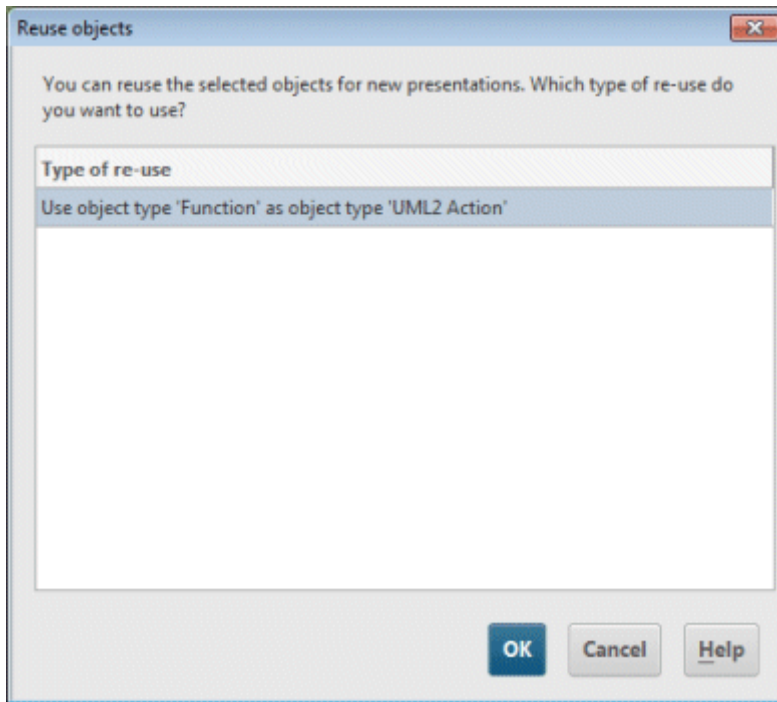 Reuse objects
You can reuse the selected objects for new presentations. Which type of re-use do
you want to use?
Type of re-use
Use object type 'Function' as object type 'UML2 Action'
OK Cancel Help